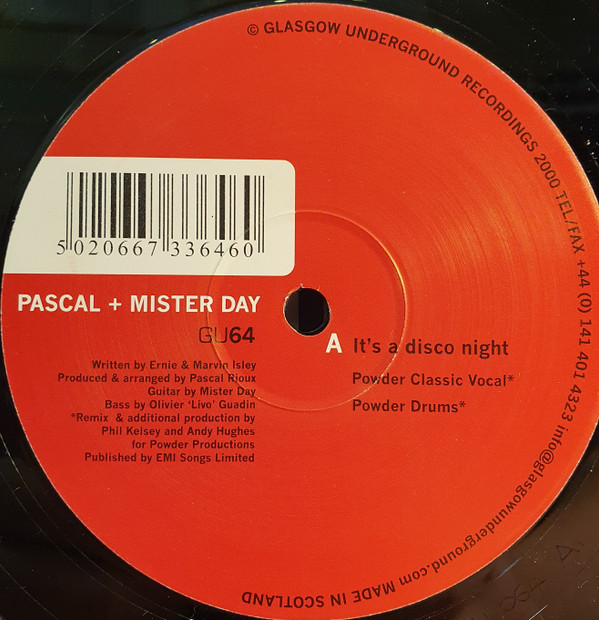 © GLASGOW UNDERGROUND RECORDINGS 2000 TEL/FAX +44 (0) 141 401 4323 info@glasgowunderground.com MADE IN SCOTLAND
5 020667 336460
PASCAL + MISTER DAY
GU64
Written by Ernie & Marvin Isley
Produced & arranged by Pascal Rioux
Guitar by Mister Day
Bass by Olivier 'Livo' Guadin
*Remix & additional production by
Phil Kelsey and Andy Hughes
for Powder Productions
Published by EMI Songs Limited
A It's a disco night
Powder Classic Vocal*
Powder Drums*